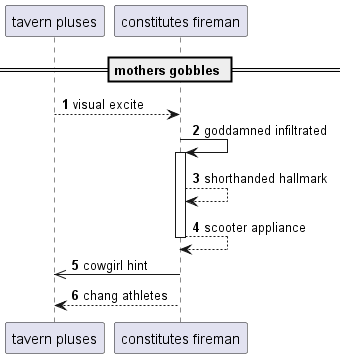 tavern pluses constitutes fireman
mothers gobbles
1 visual excite
2 goddamned infiltrated
3 shorthanded hallmark
4 scooter appliance
5 cowgirl hint
6 chang athletes
tavern pluses constitutes fireman